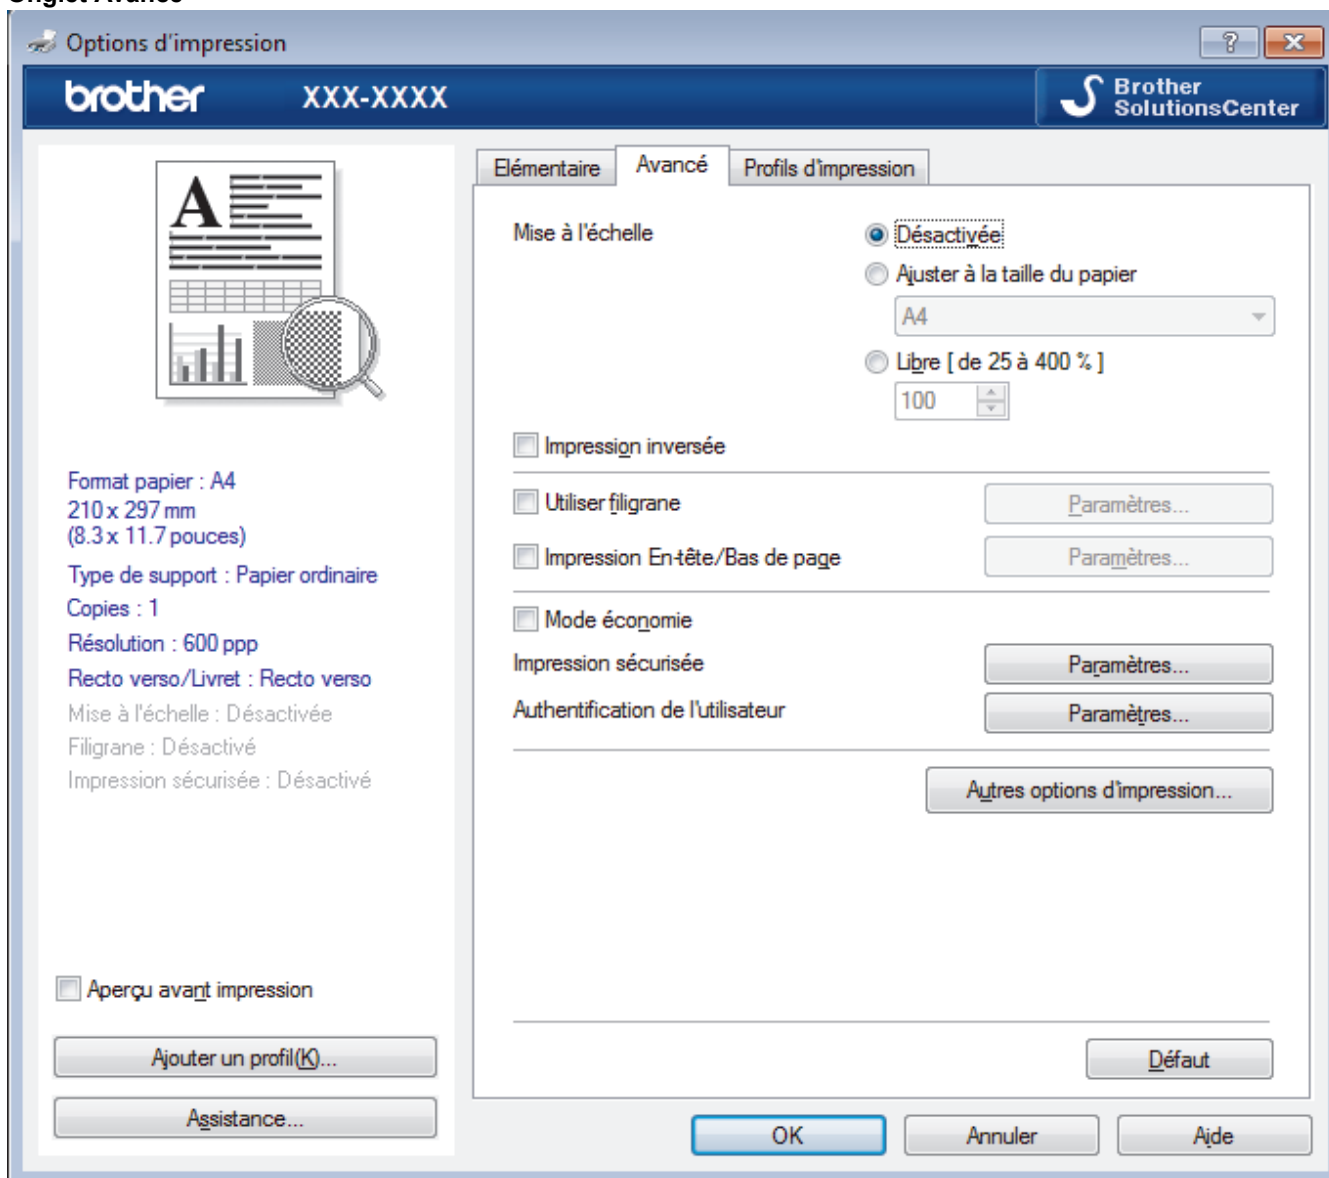 Onglet Avancé
Options d'impression
brother XXX-XXXX
Brother
SolutionsCenter
A
Format papier : A4
210 x 297 mm
(8.3 x 11.7 pouces)
Type de support : Papier ordinaire
Copies : 1
Résolution : 600 ppp
Recto verso/Livret : Recto verso
Mise à l'échelle : Désactivée
Filigrane : Désactivé
Impression sécurisée : Désactivé
Aperçu avant impression
Ajouter un profil(K)...
Assistance...
Elémentaire Avancé Profils d'impression
Mise à l'échelle Désactivée
Ajuster à la taille du papier
A4
Libre [ de 25 à 400 % ]
100
Impression inversée
Utiliser filigrane Paramètres...
Impression En-tête/Bas de page Paramètres...
Mode économie
Impression sécurisée Paramètres...
Authentification de l'utilisateur Paramètres...
Autres options d'impression...
Défaut
OK Annuler Aide